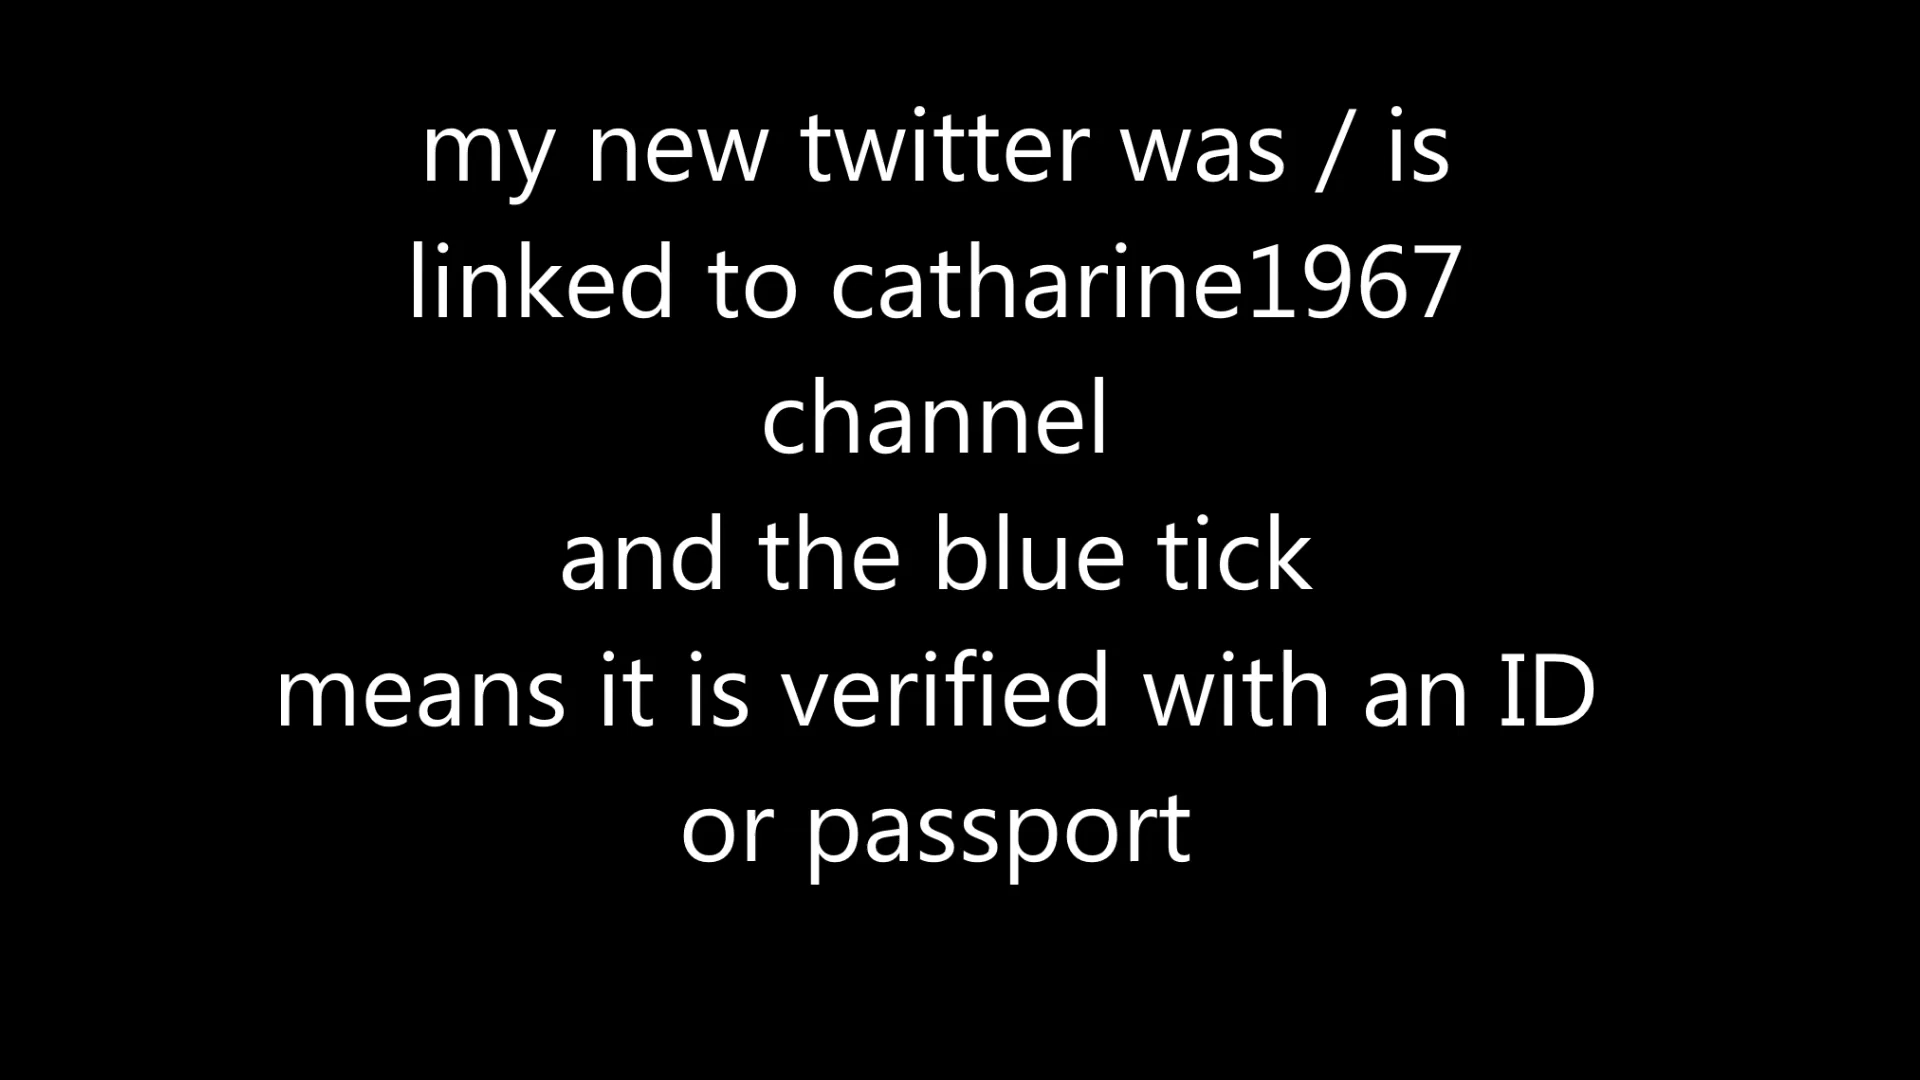 my new twitter was / is
linked to catharine1967
channel
and the blue tick
means it is verified with an ID
or passport